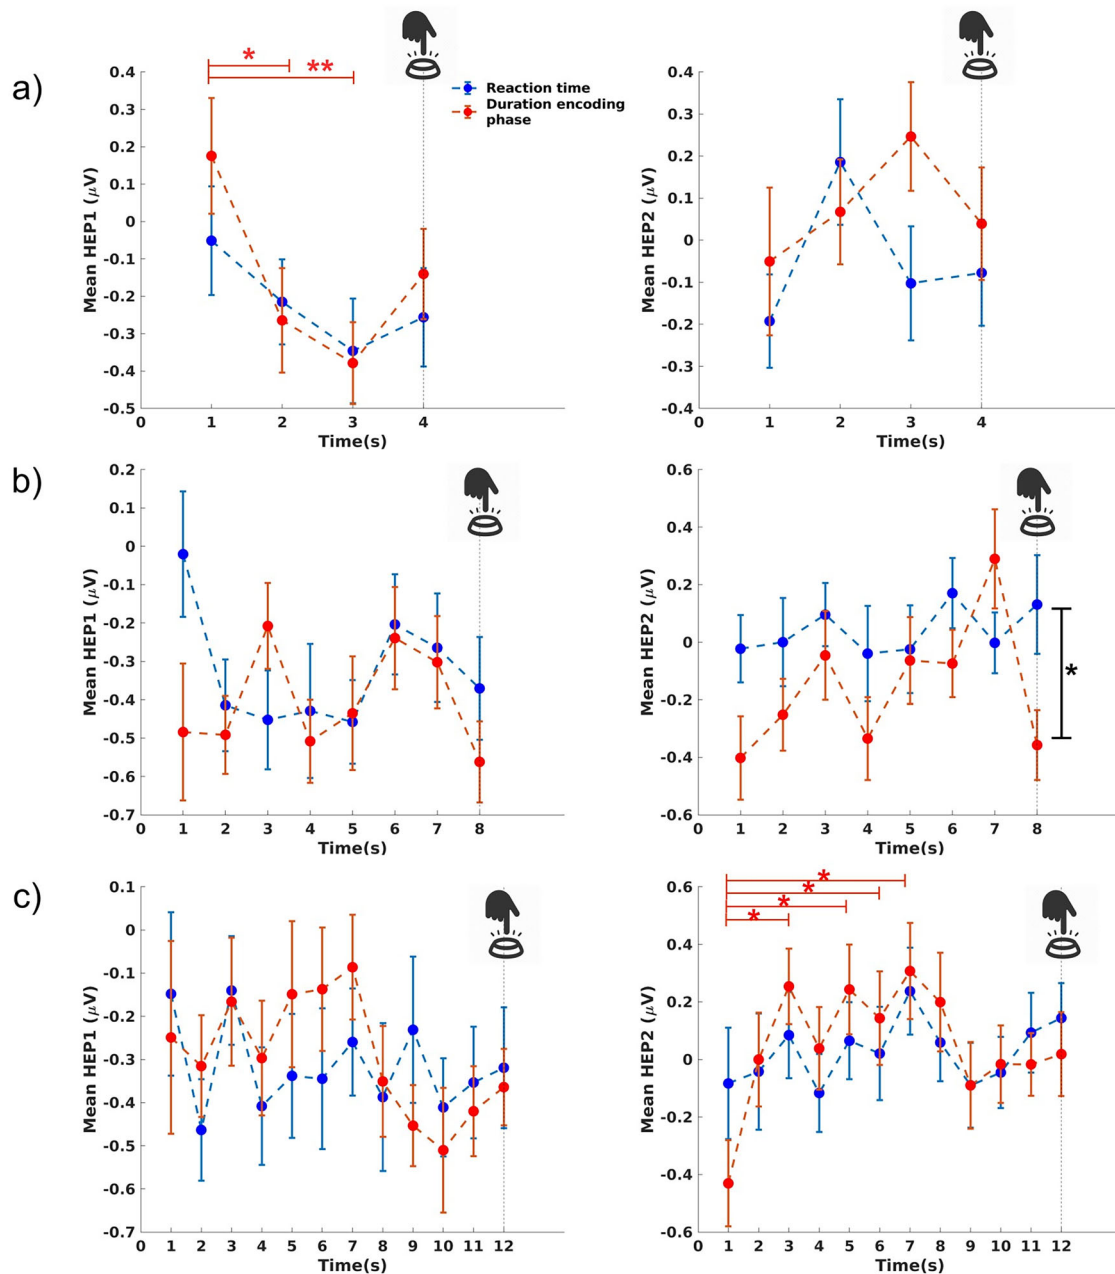 a)
* **
0.4
0.3
0.2
0.1
0
-0.1
-0.2
-0.3
-0.4
-0.5
Mean HEP1 (μV)
0 1 2 3 4
Time(s)
Reaction time
Duration encoding
phase
0.4
0.3
0.2
0.1
0
-0.1
-0.2
-0.3
-0.4
Mean HEP2 (μV)
0 1 2 3 4
Time(s)
b)
0.2
0.1
0
-0.1
-0.2
-0.3
-0.4
-0.5
-0.6
-0.7
Mean HEP1 (μV)
0 1 2 3 4 5 6 7 8
Time(s)
0.6
0.4
0.2
0
-0.2
-0.4
-0.6
Mean HEP2 (μV)
*
0 1 2 3 4 5 6 7 8
Time(s)
c)
0.1
0
-0.1
-0.2
-0.3
-0.4
-0.5
-0.6
-0.7
Mean HEP1 (μV)
0 1 2 3 4 5 6 7 8 9 10 11 12
Time(s)
*
*
*
*
0.6
0.4
0.2
0
-0.2
-0.4
-0.6
Mean HEP2 (μV)
0 1 2 3 4 5 6 7 8 9 10 11 12
Time(s)